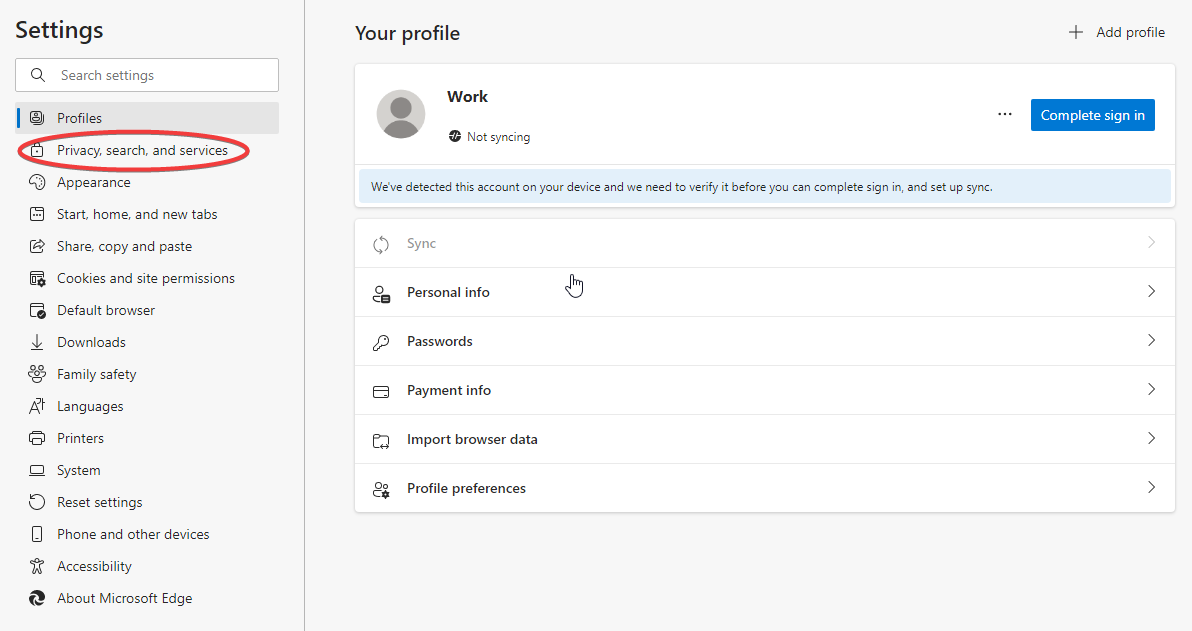 Settings
Search settings
Profiles
Privacy, search, and services
Appearance
Start, home, and new tabs
Share, copy and paste
Cookies and site permissions
Default browser
Downloads
Family safety
Languages
Printers
System
Reset settings
Phone and other devices
Accessibility
About Microsoft Edge
Your profile
Add profile
Work
Not syncing
Complete sign in
We've detected this account on your device and we need to verify it before you can complete sign in, and set up sync.
Sync
Personal info
Passwords
Payment info
Import browser data
Profile preferences